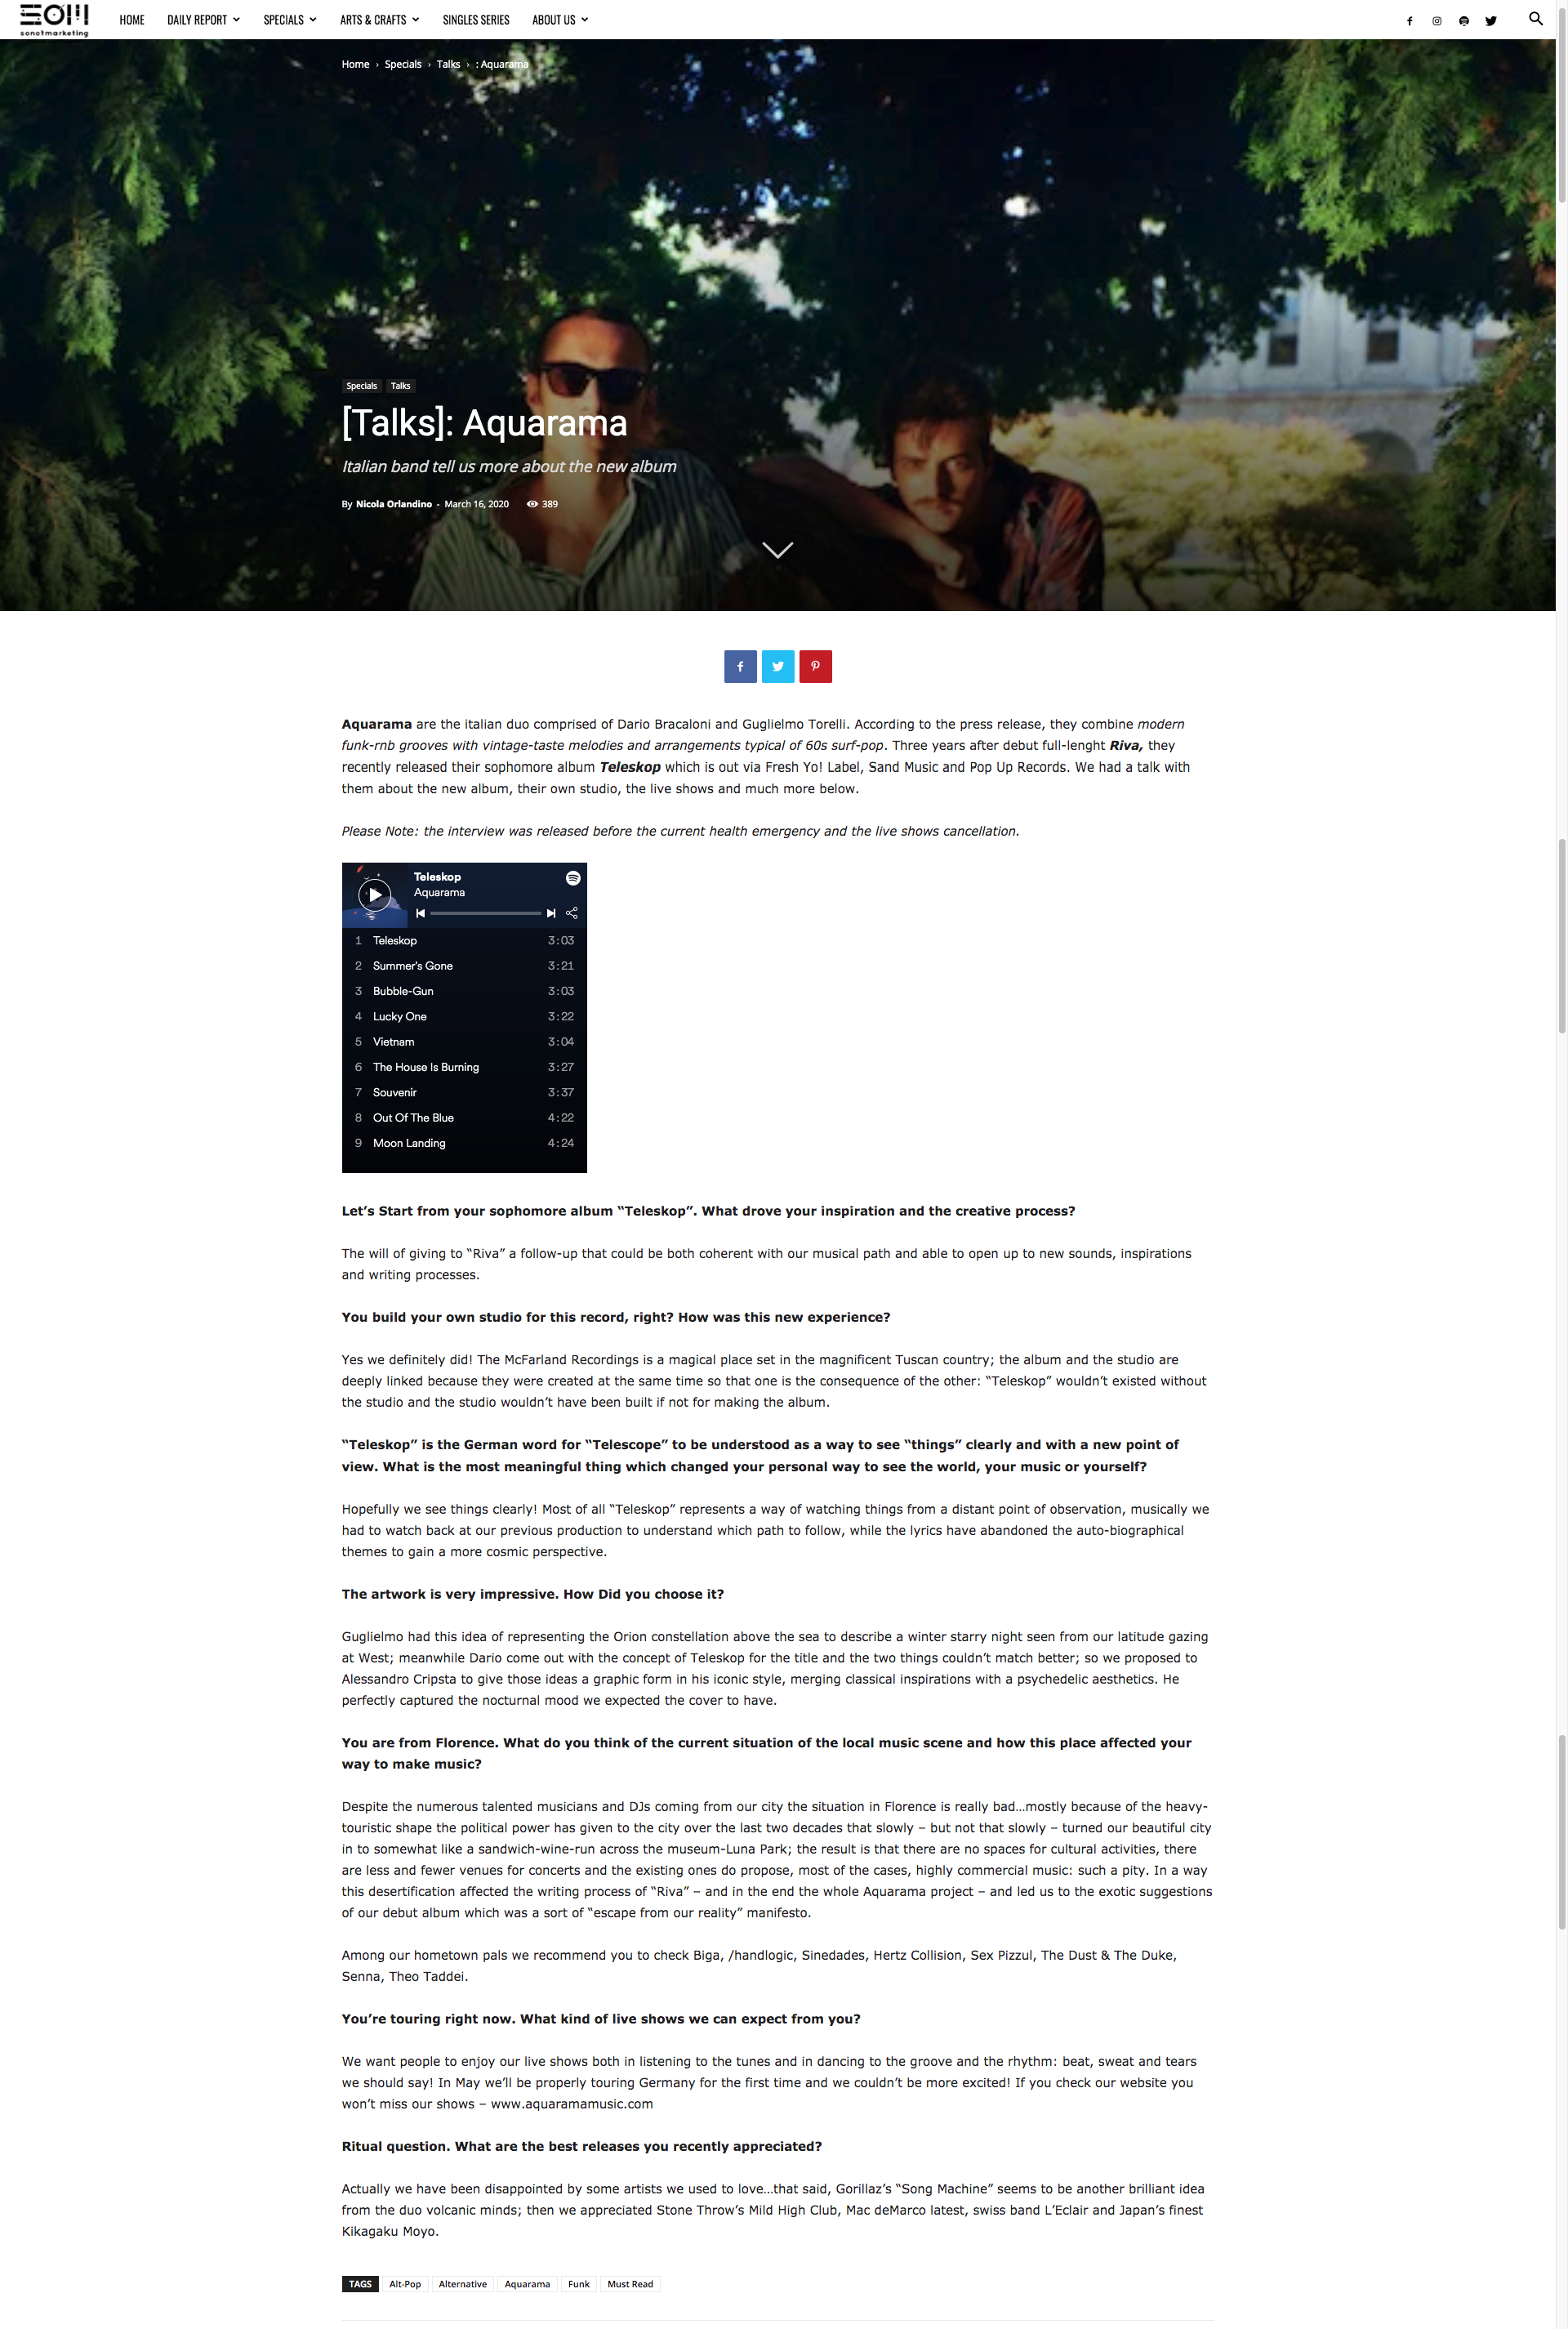 SOM
sonotmarketing
HOME DAILY REPORT SPECIALS ARTS & CRAFTS SINGLES SERIES ABOUT US
Home › Specials › Talks › : Aquarama
Specials Talks
[Talks]: Aquarama
Italian band tell us more about the new album
By Nicola Orlandino - March 16, 2020 389
Aquarama are the italian duo comprised of Dario Bracaloni and Guglielmo Torelli. According to the press release, they combine modern
funk-rnb grooves with vintage-taste melodies and arrangements typical of 60s surf-pop. Three years after debut full-lenght Riva, they
recently released their sophomore album Teleskop which is out via Fresh Yo! Label, Sand Music and Pop Up Records. We had a talk with
them about the new album, their own studio, the live shows and much more below.
Please Note: the interview was released before the current health emergency and the live shows cancellation.
Teleskop
Aquarama
1 Teleskop 3:03
2 Summer's Gone 3:21
3 Bubble-Gun 3:03
4 Lucky One 3:22
5 Vietnam 3:04
6 The House Is Burning 3:27
7 Souvenir 3:37
8 Out Of The Blue 4:22
9 Moon Landing 4:24
Let’s Start from your sophomore album “Teleskop”. What drove your inspiration and the creative process?
The will of giving to “Riva” a follow-up that could be both coherent with our musical path and able to open up to new sounds, inspirations
and writing processes.
You build your own studio for this record, right? How was this new experience?
Yes we definitely did! The McFarland Recordings is a magical place set in the magnificent Tuscan country; the album and the studio are
deeply linked because they were created at the same time so that one is the consequence of the other: “Teleskop” wouldn’t existed without
the studio and the studio wouldn’t have been built if not for making the album.
“Teleskop” is the German word for “Telescope” to be understood as a way to see “things” clearly and with a new point of
view. What is the most meaningful thing which changed your personal way to see the world, your music or yourself?
Hopefully we see things clearly! Most of all “Teleskop” represents a way of watching things from a distant point of observation, musically we
had to watch back at our previous production to understand which path to follow, while the lyrics have abandoned the auto-biographical
themes to gain a more cosmic perspective.
The artwork is very impressive. How Did you choose it?
Guglielmo had this idea of representing the Orion constellation above the sea to describe a winter starry night seen from our latitude gazing
at West; meanwhile Dario come out with the concept of Teleskop for the title and the two things couldn’t match better; so we proposed to
Alessandro Cripsta to give those ideas a graphic form in his iconic style, merging classical inspirations with a psychedelic aesthetics. He
perfectly captured the nocturnal mood we expected the cover to have.
You are from Florence. What do you think of the current situation of the local music scene and how this place affected your
way to make music?
Despite the numerous talented musicians and DJs coming from our city the situation in Florence is really bad…mostly because of the heavy-
touristic shape the political power has given to the city over the last two decades that slowly – but not that slowly – turned our beautiful city
in to somewhat like a sandwich-wine-run across the museum-Luna Park; the result is that there are no spaces for cultural activities, there
are less and fewer venues for concerts and the existing ones do propose, most of the cases, highly commercial music: such a pity. In a way
this desertification affected the writing process of “Riva” – and in the end the whole Aquarama project – and led us to the exotic suggestions
of our debut album which was a sort of “escape from our reality” manifesto.
Among our hometown pals we recommend you to check Biga, /handlogic, Sinedades, Hertz Collision, Sex Pizzul, The Dust & The Duke,
Senna, Theo Taddei.
You’re touring right now. What kind of live shows we can expect from you?
We want people to enjoy our live shows both in listening to the tunes and in dancing to the groove and the rhythm: beat, sweat and tears
we should say! In May we’ll be properly touring Germany for the first time and we couldn’t be more excited! If you check our website you
won’t miss our shows – www.aquaramamusic.com
Ritual question. What are the best releases you recently appreciated?
Actually we have been disappointed by some artists we used to love…that said, Gorillaz’s “Song Machine” seems to be another brilliant idea
from the duo volcanic minds; then we appreciated Stone Throw’s Mild High Club, Mac deMarco latest, swiss band L’Eclair and Japan’s finest
Kikagaku Moyo.
TAGS Alt-Pop Alternative Aquarama Funk Must Read